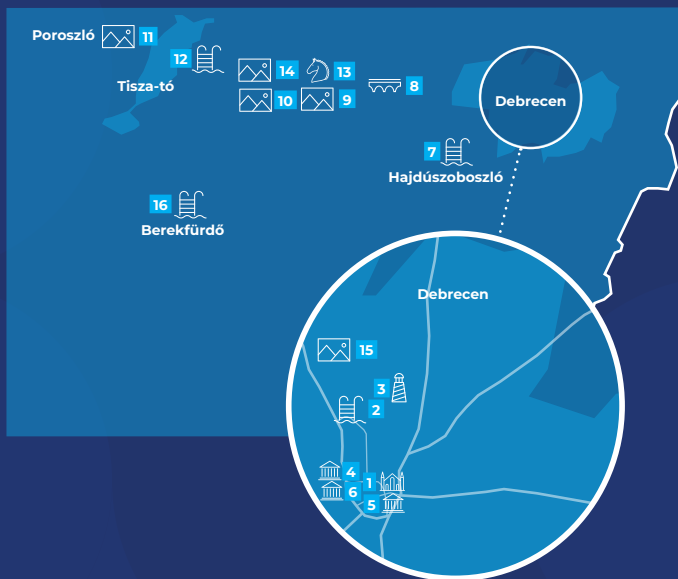 Poroszló 11
12
Tisza-tó
14 13
10 9
8
Debrecen
7
Hajdúszoboszló
16
Berekfürdő
Debrecen
15
3
2
4
1
6
5